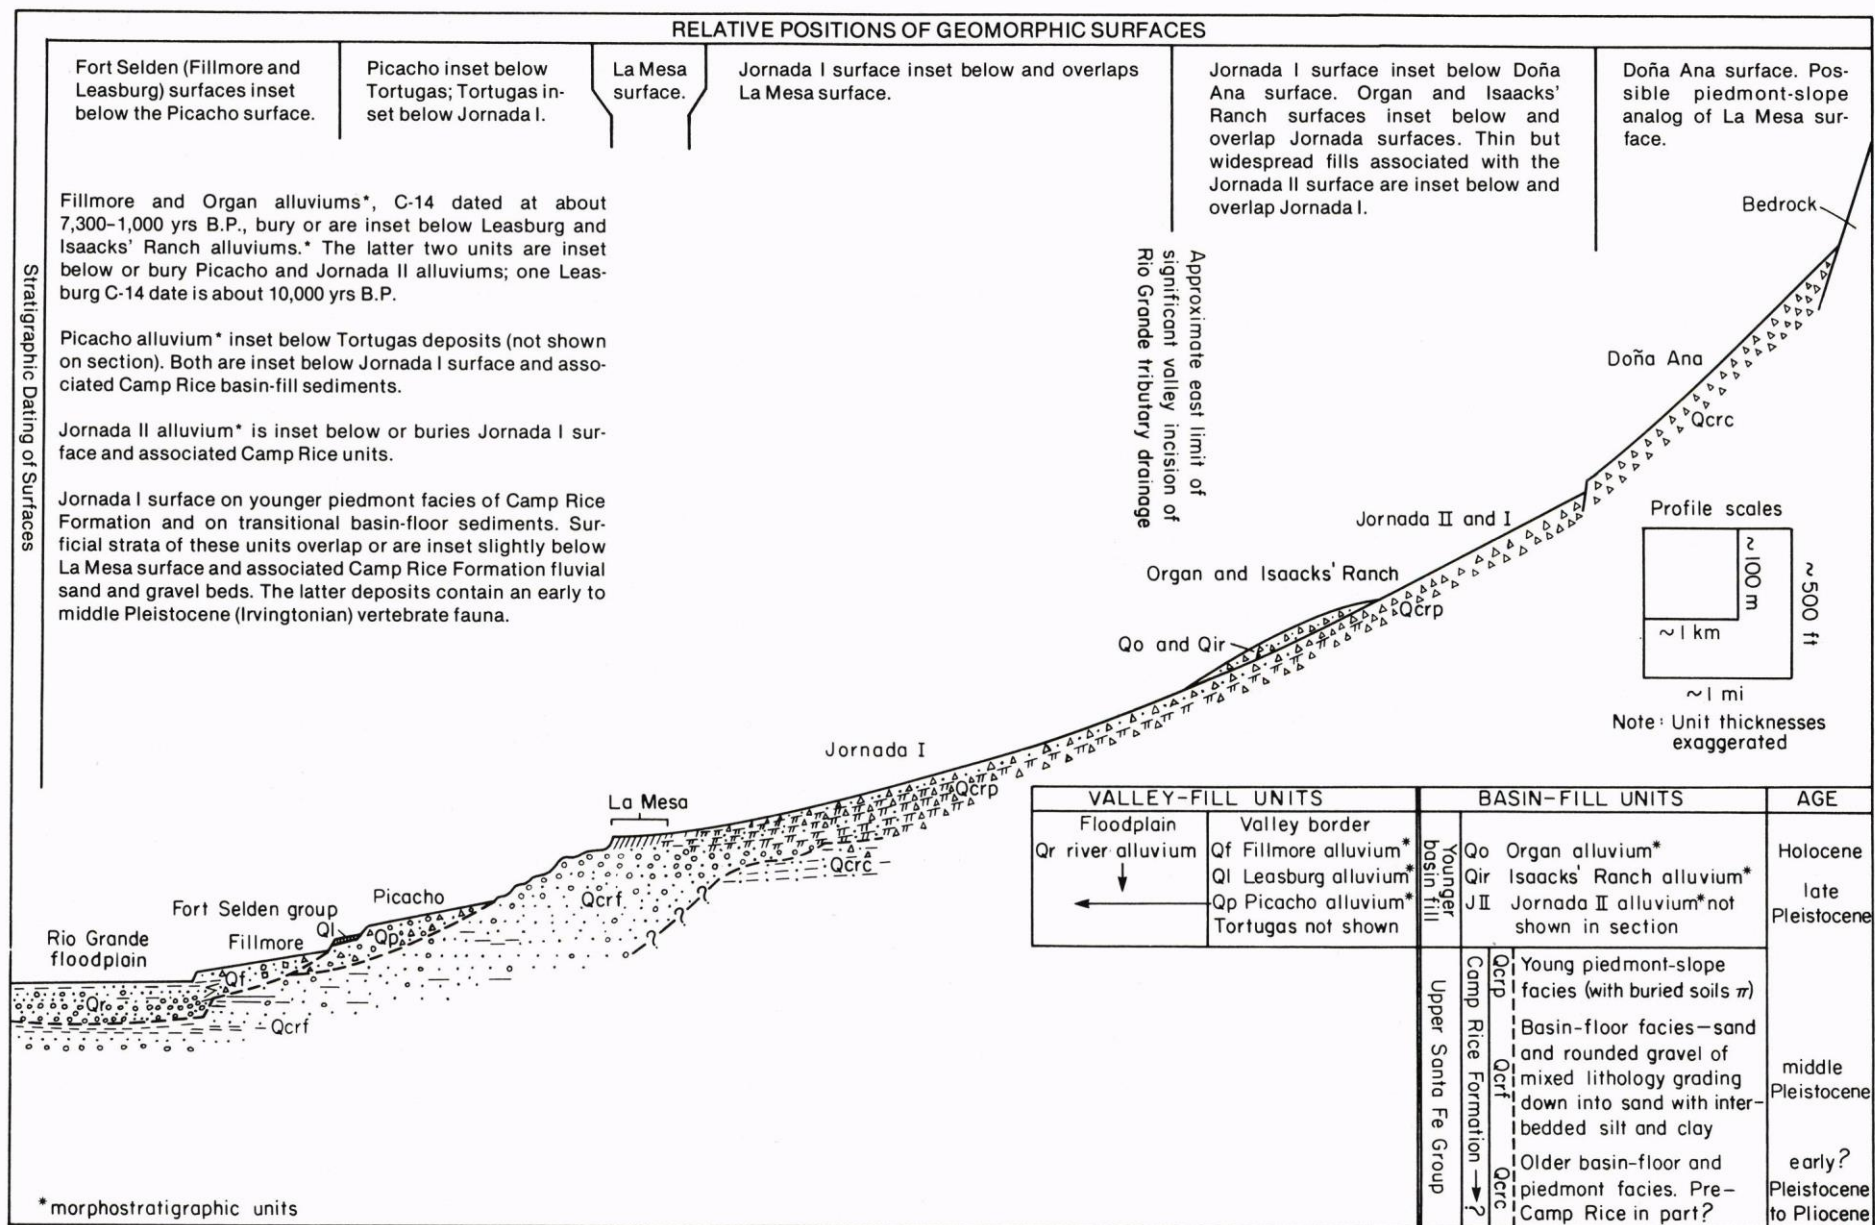 RELATIVE POSITIONS OF GEOMORPHIC SURFACES
Fort Selden (Fillmore and
Leasburg) surfaces inset
below the Picacho surface.
Picacho inset below
Tortugas; Tortugas in-
set below Jornada I.
La Mesa
surface.
Jornada I surface inset below and overlaps
La Mesa surface.
Jornada I surface inset below Doña
Ana surface. Organ and Isaacks'
Ranch surfaces inset below and
overlap Jornada surfaces. Thin but
widespread fills associated with the
Jornada II surface are inset below and
overlap Jornada I.
Doña Ana surface. Pos-
sible piedmont-slope
analog of La Mesa sur-
face.
Stratigraphic Dating of Surfaces
Fillmore and Organ alluviums*, C-14 dated at about
7,300–1,000 yrs B.P., bury or are inset below Leasburg and
Isaacks' Ranch alluviums.* The latter two units are inset
below or bury Picacho and Jornada II alluviums; one Leas-
burg C-14 date is about 10,000 yrs B.P.
Picacho alluvium* inset below Tortugas deposits (not shown
on section). Both are inset below Jornada I surface and asso-
ciated Camp Rice basin-fill sediments.
Jornada II alluvium* is inset below or buries Jornada I sur-
face and associated Camp Rice units.
Jornada I surface on younger piedmont facies of Camp Rice
Formation and on transitional basin-floor sediments. Sur-
ficial strata of these units overlap or are inset slightly below
La Mesa surface and associated Camp Rice Formation fluvial
sand and gravel beds. The latter deposits contain an early to
middle Pleistocene (Irvingtonian) vertebrate fauna.
Approximate east limit of
significant valley incision of
Rio Grande tributary drainage
Bedrock
Doña Ana
Qcrc
Jornada II and I
Organ and Isaacks' Ranch
Qcrp
Qo and Qir
Profile scales
~100 m
~1 km
~500 ft
~1 mi
Note: Unit thicknesses
exaggerated
Jornada I
Qcrp
La Mesa
Qcrc
Qcrf
? ? ?
Picacho
Fort Selden group
Ql
Qp
Fillmore
Rio Grande
floodplain
Qf
Qr
Qcrf
VALLEY-FILL UNITS
Floodplain
Qr river alluvium
Valley border
Qf Fillmore alluvium*
Ql Leasburg alluvium*
Qp Picacho alluvium*
Tortugas not shown
BASIN-FILL UNITS
Younger
basin fill
Qo Organ alluvium*
Qir Isaacks' Ranch alluvium*
JII Jornada II alluvium* not
shown in section
Upper Santa Fe Group
Camp Rice Formation → ?
Qcrp
Young piedmont-slope
facies (with buried soils π)
Qcrf
Basin-floor facies—sand
and rounded gravel of
mixed lithology grading
down into sand with inter-
bedded silt and clay
Qcrc
Older basin-floor and
piedmont facies. Pre-
Camp Rice in part?
AGE
Holocene
late
Pleistocene
middle
Pleistocene
early?
Pleistocene
to Pliocene
*morphostratigraphic units